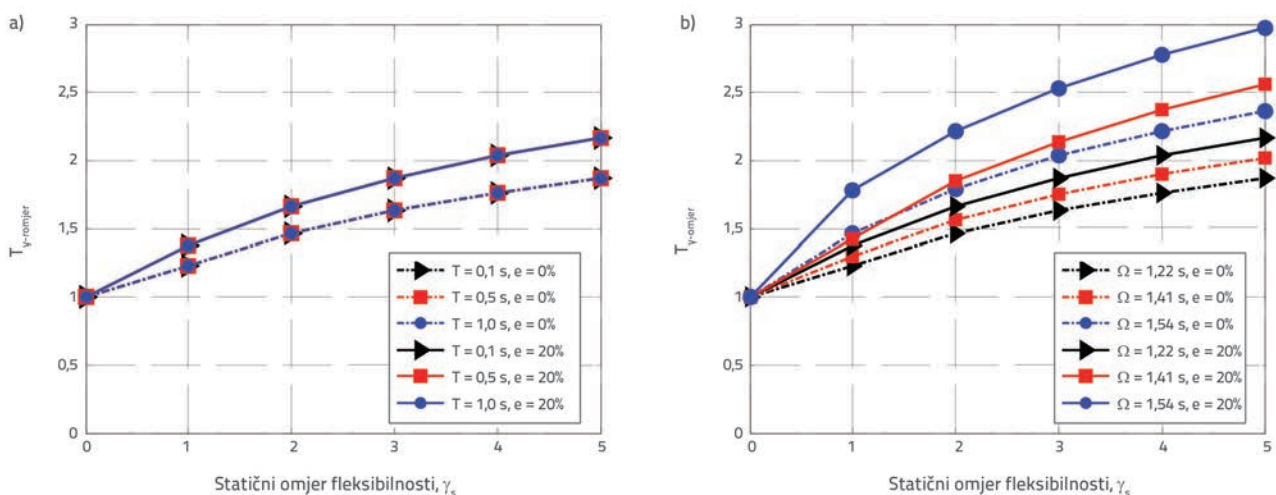 a)
3
2,5
2
1,5
1
0,5
0
T γ-romjer
0 1 2 3 4 5
Statični omjer fleksibilnosti, γs
T = 0,1 s, e = 0%
T = 0,5 s, e = 0%
T = 1,0 s, e = 0%
T = 0,1 s, e = 20%
T = 0,5 s, e = 20%
T = 1,0 s, e = 20%
b)
3
2,5
2
1,5
1
0,5
0
T γ-omjer
0 1 2 3 4 5
Statični omjer fleksibilnosti, γs
Ω = 1,22 s, e = 0%
Ω = 1,41 s, e = 0%
Ω = 1,54 s, e = 0%
Ω = 1,22 s, e = 20%
Ω = 1,41 s, e = 20%
Ω = 1,54 s, e = 20%